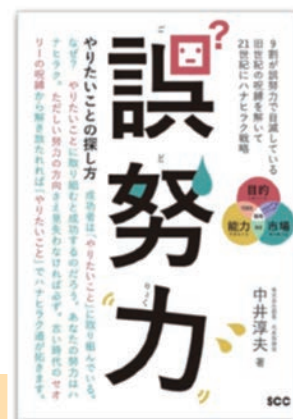 9割が誤努力で自滅している
旧世紀の呪縛を解いて
21世紀にハナヒラク戦略
?
誤努力
ご
ど
りょく
やりたいことの探し方
成功者は「やりたいこと」に取り組んでいる。
なぜ?やりたいことに取り組むと成功するのだろう。あなたの努力はハ
ナヒラク。ただしい努力の方向さえ見失わなければ必ず。古い時代のセオ
リーの呪縛から解き放たれれば「やりたいこと」でハナヒラク道が拓きます。
目的
能力
市場
中井淳夫 著
SCC